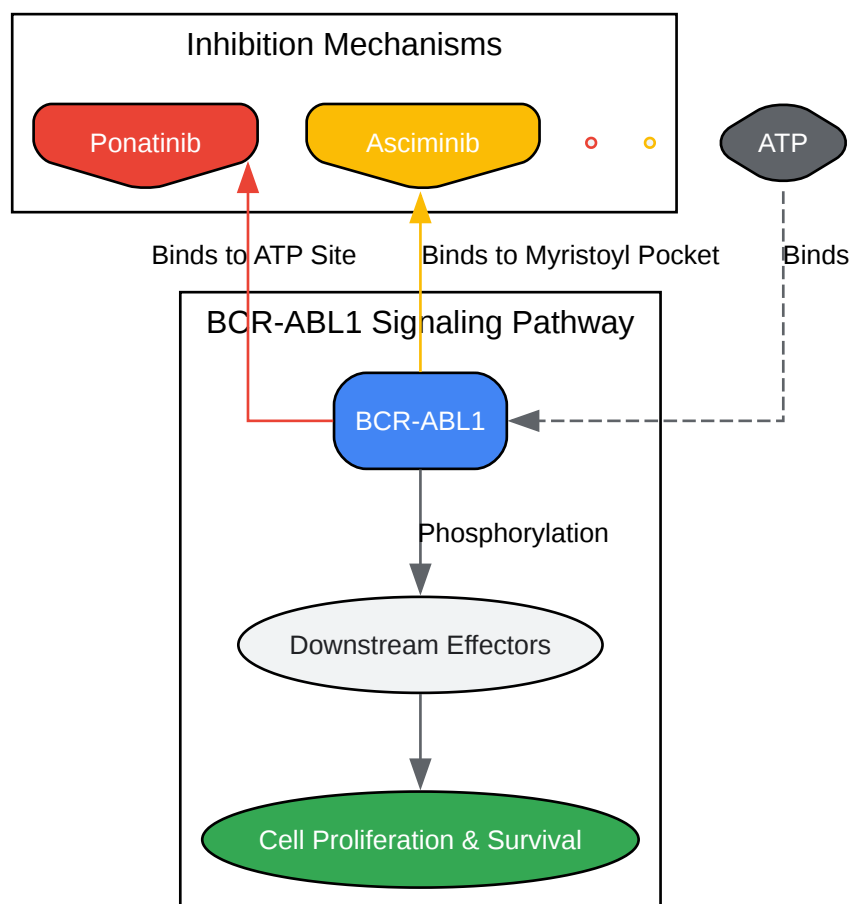 Inhibition Mechanisms
Ponatinib
Asciminib
ATP
Binds to ATP Site
Binds to Myristoyl Pocket
Binds
BCR-ABL1 Signaling Pathway
BCR-ABL1
Phosphorylation
Downstream Effectors
Cell Proliferation & Survival